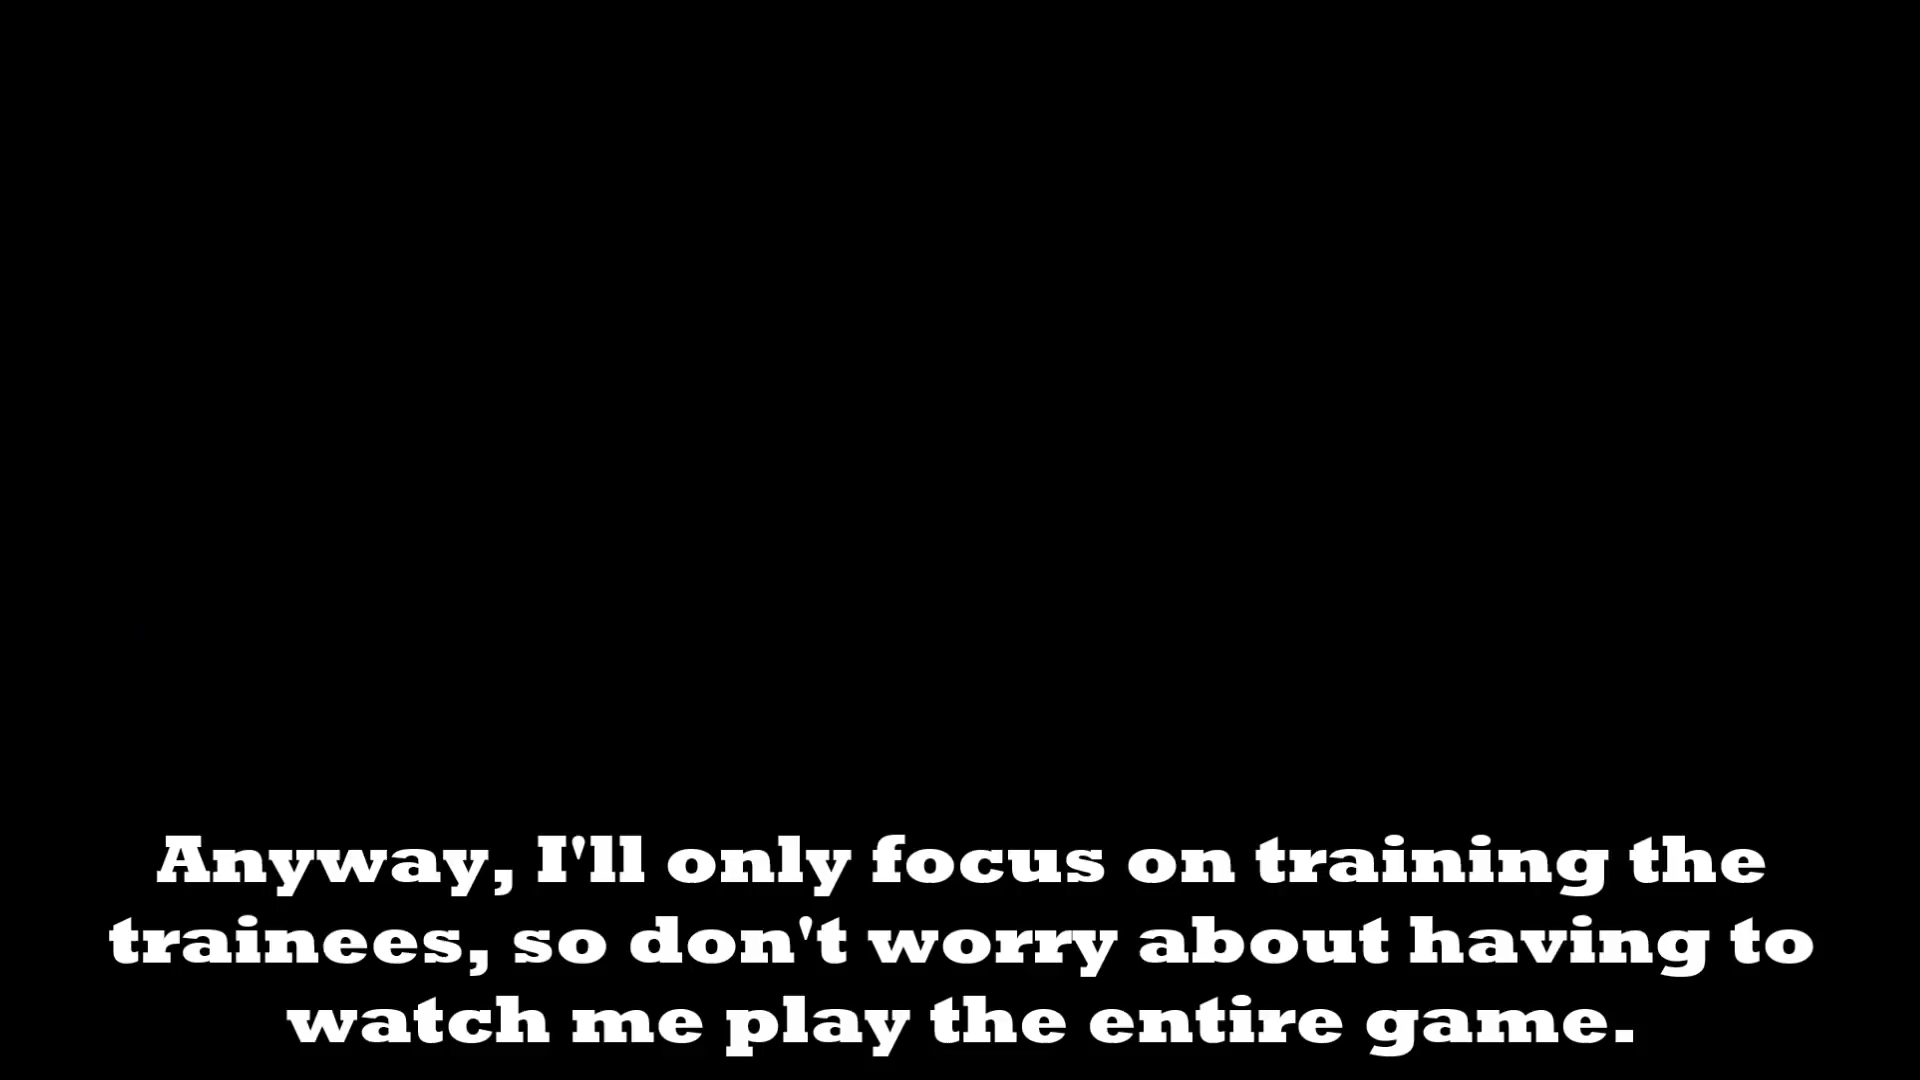 Anyway, I'll only focus on training the
trainees, so don't worry about having to
watch me play the entire game.